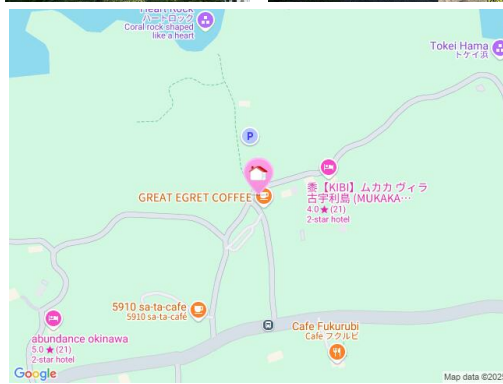 Heart Rock
ハートロック
Coral rock shaped
like a heart
Tokei Hama
トケイ浜
P
GREAT EGRET COFFEE
黍【KIBI】ムカカ ヴィラ
古宇利島 (MUKAKA…
4.0★(21)
2-star hotel
5910 sa-ta-cafe
5910 sa-ta-café
abundance okinawa
5.0★(21)
2-star hotel
Cafe Fukurubi
Cafe フクルビ
Google
Map data ©202